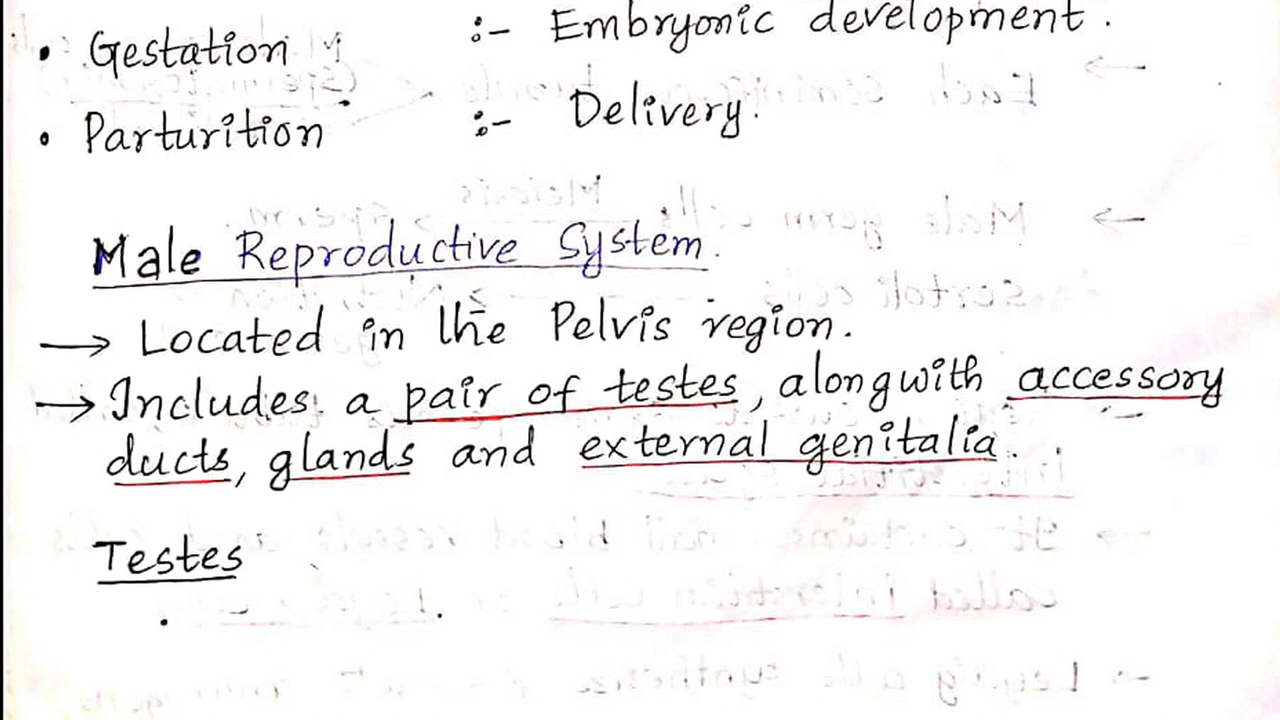 • Gestation :- Embryonic development.
• Parturition :- Delivery.
Male Reproductive System.
→ Located in the Pelvis region.
→ Includes a pair of testes, alongwith accessory
ducts, glands and external genitalia.
Testes